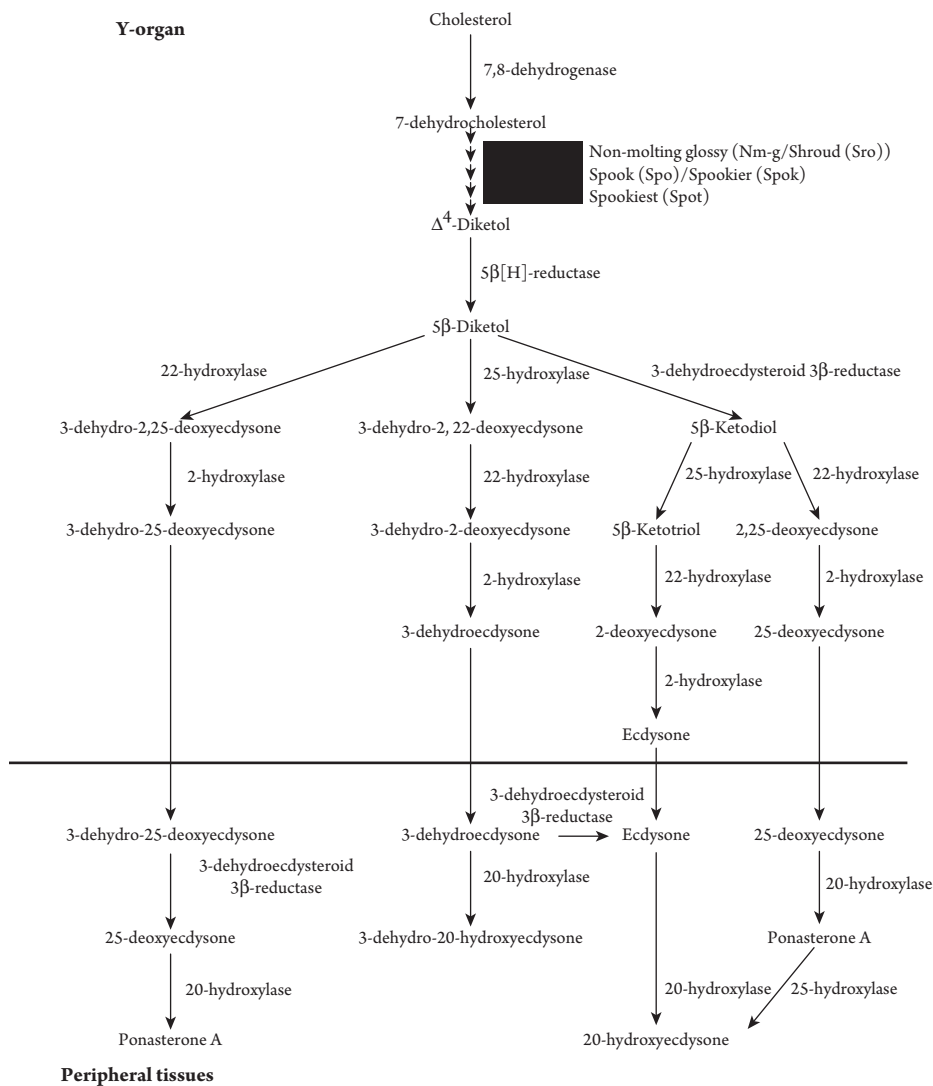 Y-organ
Cholesterol
7,8-dehydrogenase
7-dehydrocholesterol
Non-molting glossy (Nm-g/Shroud (Sro))
Spook (Spo)/Spookier (Spok)
Spookiest (Spot)
Δ⁴-Diketol
5β[H]-reductase
5β-Diketol
22-hydroxylase
25-hydroxylase
3-dehydroecdysteroid 3β-reductase
3-dehydro-2,25-deoxyecdysone
3-dehydro-2, 22-deoxyecdysone
5β-Ketodiol
2-hydroxylase
22-hydroxylase
25-hydroxylase
22-hydroxylase
3-dehydro-25-deoxyecdysone
3-dehydro-2-deoxyecdysone
5β-Ketotriol
2,25-deoxyecdysone
2-hydroxylase
22-hydroxylase
2-hydroxylase
3-dehydroecdysone
2-deoxyecdysone
25-deoxyecdysone
2-hydroxylase
Ecdysone
3-dehydroecdysteroid
3β-reductase
3-dehydro-25-deoxyecdysone
3-dehydroecdysone
Ecdysone
25-deoxyecdysone
3-dehydroecdysteroid
3β-reductase
20-hydroxylase
20-hydroxylase
25-deoxyecdysone
3-dehydro-20-hydroxyecdysone
Ponasterone A
20-hydroxylase
20-hydroxylase
25-hydroxylase
Ponasterone A
20-hydroxyecdysone
Peripheral tissues